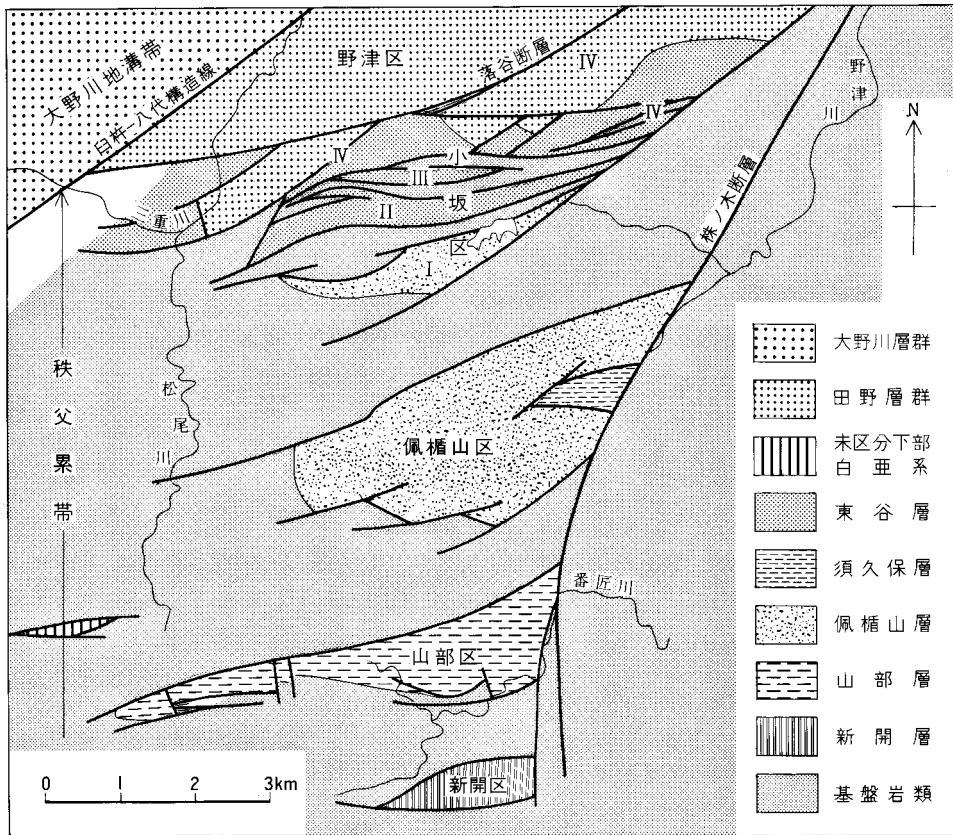 大野川地溝帯
臼杵－八代構造線
野津区
落谷断層
IV
IV
IV
野津川
N
小坂区
III
II
I
三重川
株ノ木断層
秩父累帯
松尾川
佩楯山区
番匠川
山部区
新開区
0 1 2 3km
大野川層群
田野層群
未区分下部
白亜系
東谷層
須久保層
佩楯山層
山部層
新開層
基盤岩類